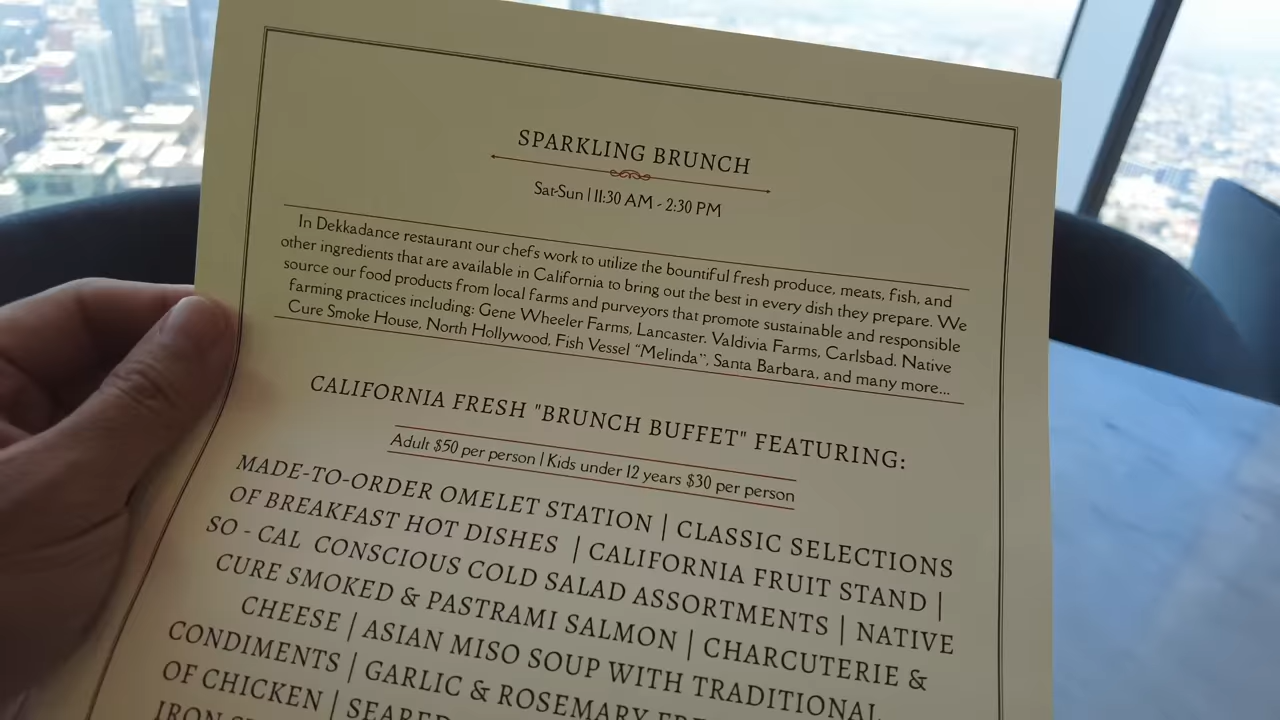 SPARKLING BRUNCH
Sat-Sun | 11:30 AM - 2:30 PM
In Dekkadance restaurant our chefs work to utilize the bountiful fresh produce, meats, fish, and
other ingredients that are available in California to bring out the best in every dish they prepare. We
source our food products from local farms and purveyors that promote sustainable and responsible
farming practices including: Gene Wheeler Farms, Lancaster. Valdivia Farms, Carlsbad. Native
Cure Smoke House, North Hollywood, Fish Vessel "Melinda", Santa Barbara, and many more...
CALIFORNIA FRESH "BRUNCH BUFFET" FEATURING:
Adult $50 per person | Kids under 12 years $30 per person
MADE-TO-ORDER OMELET STATION | CLASSIC SELECTIONS
OF BREAKFAST HOT DISHES | CALIFORNIA FRUIT STAND |
SO - CAL CONSCIOUS COLD SALAD ASSORTMENTS | NATIVE
CURE SMOKED & PASTRAMI SALMON | CHARCUTERIE &
CHEESE | ASIAN MISO SOUP WITH TRADITIONAL
CONDIMENTS | GARLIC & ROSEMARY
OF CHICKEN | SEARED
IRON